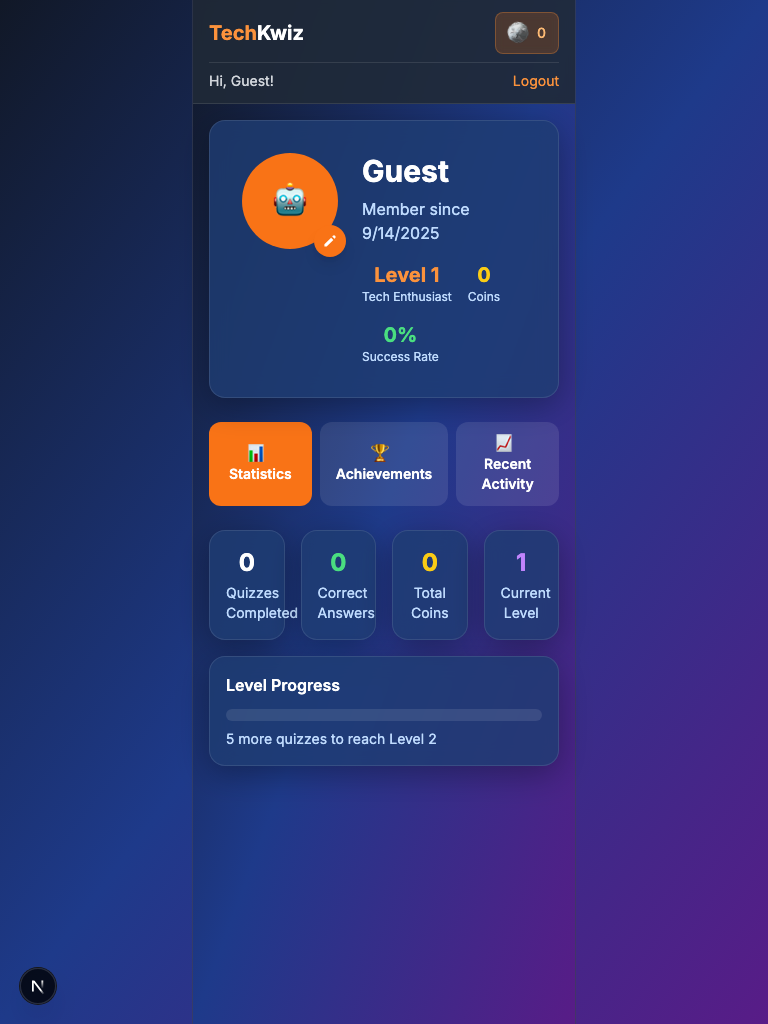 TechKwiz
0
Hi, Guest!
Logout
Guest
Member since
9/14/2025
Level 1
Tech Enthusiast
0
Coins
0%
Success Rate
Statistics
Achievements
Recent
Activity
0
Quizzes
Completed
0
Correct
Answers
0
Total
Coins
1
Current
Level
Level Progress
5 more quizzes to reach Level 2
N